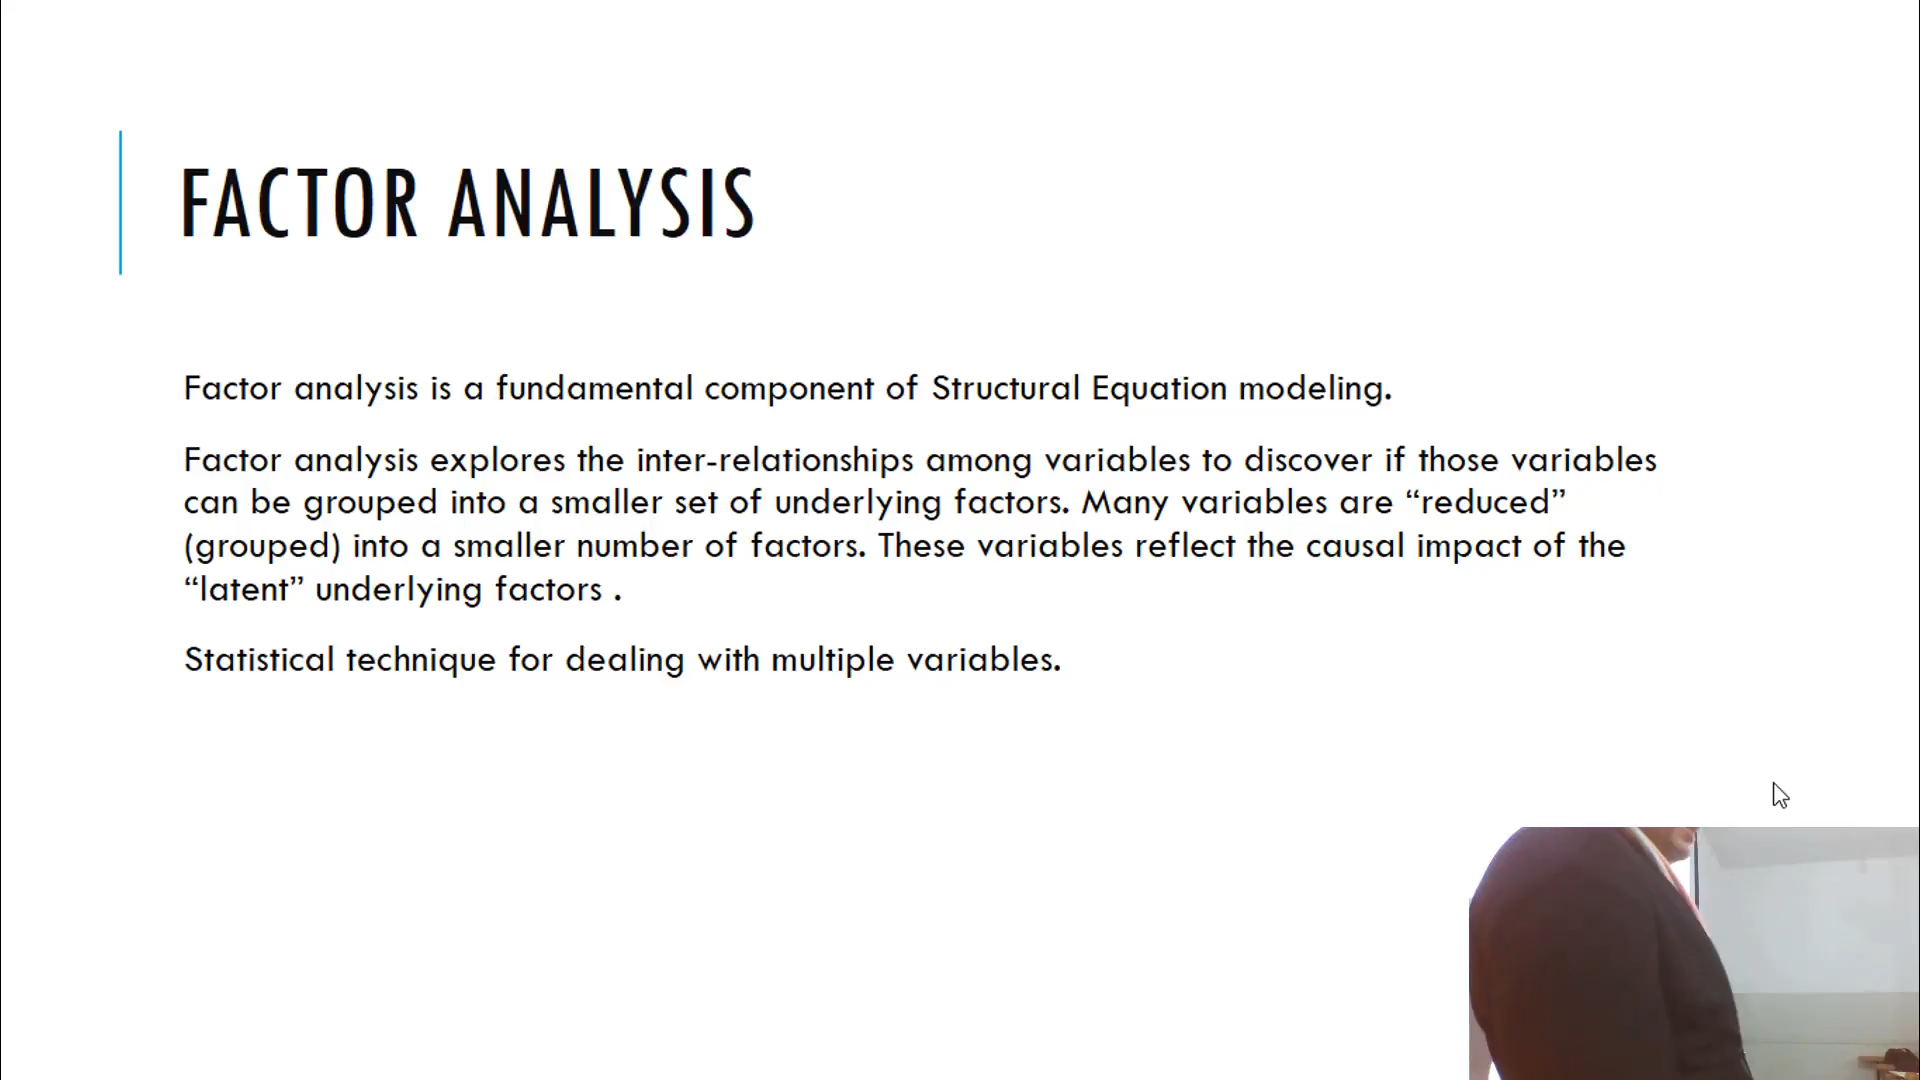 FACTOR ANALYSIS
Factor analysis is a fundamental component of Structural Equation modeling.
Factor analysis explores the inter-relationships among variables to discover if those variables
can be grouped into a smaller set of underlying factors. Many variables are “reduced”
(grouped) into a smaller number of factors. These variables reflect the causal impact of the
“latent” underlying factors .
Statistical technique for dealing with multiple variables.